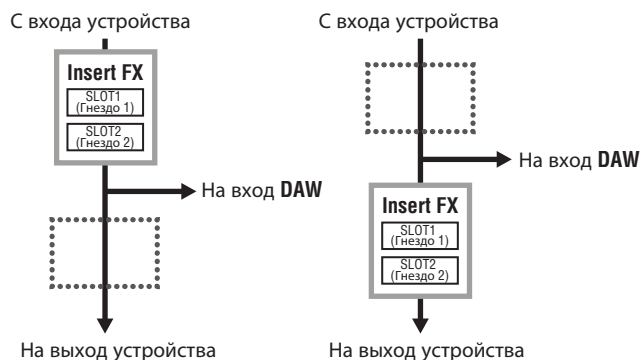 С входа устройства
Insert FX
SLOT1
(Гнездо 1)
SLOT2
(Гнездо 2)
На вход DAW
На выход устройства
С входа устройства
На вход DAW
Insert FX
SLOT1
(Гнездо 1)
SLOT2
(Гнездо 2)
На выход устройства